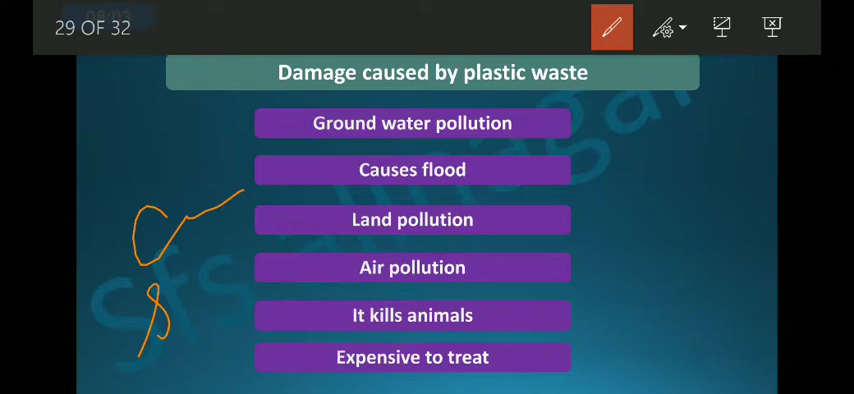 29 OF 32
Damage caused by plastic waste
Ground water pollution
Causes flood
Land pollution
Air pollution
It kills animals
Expensive to treat